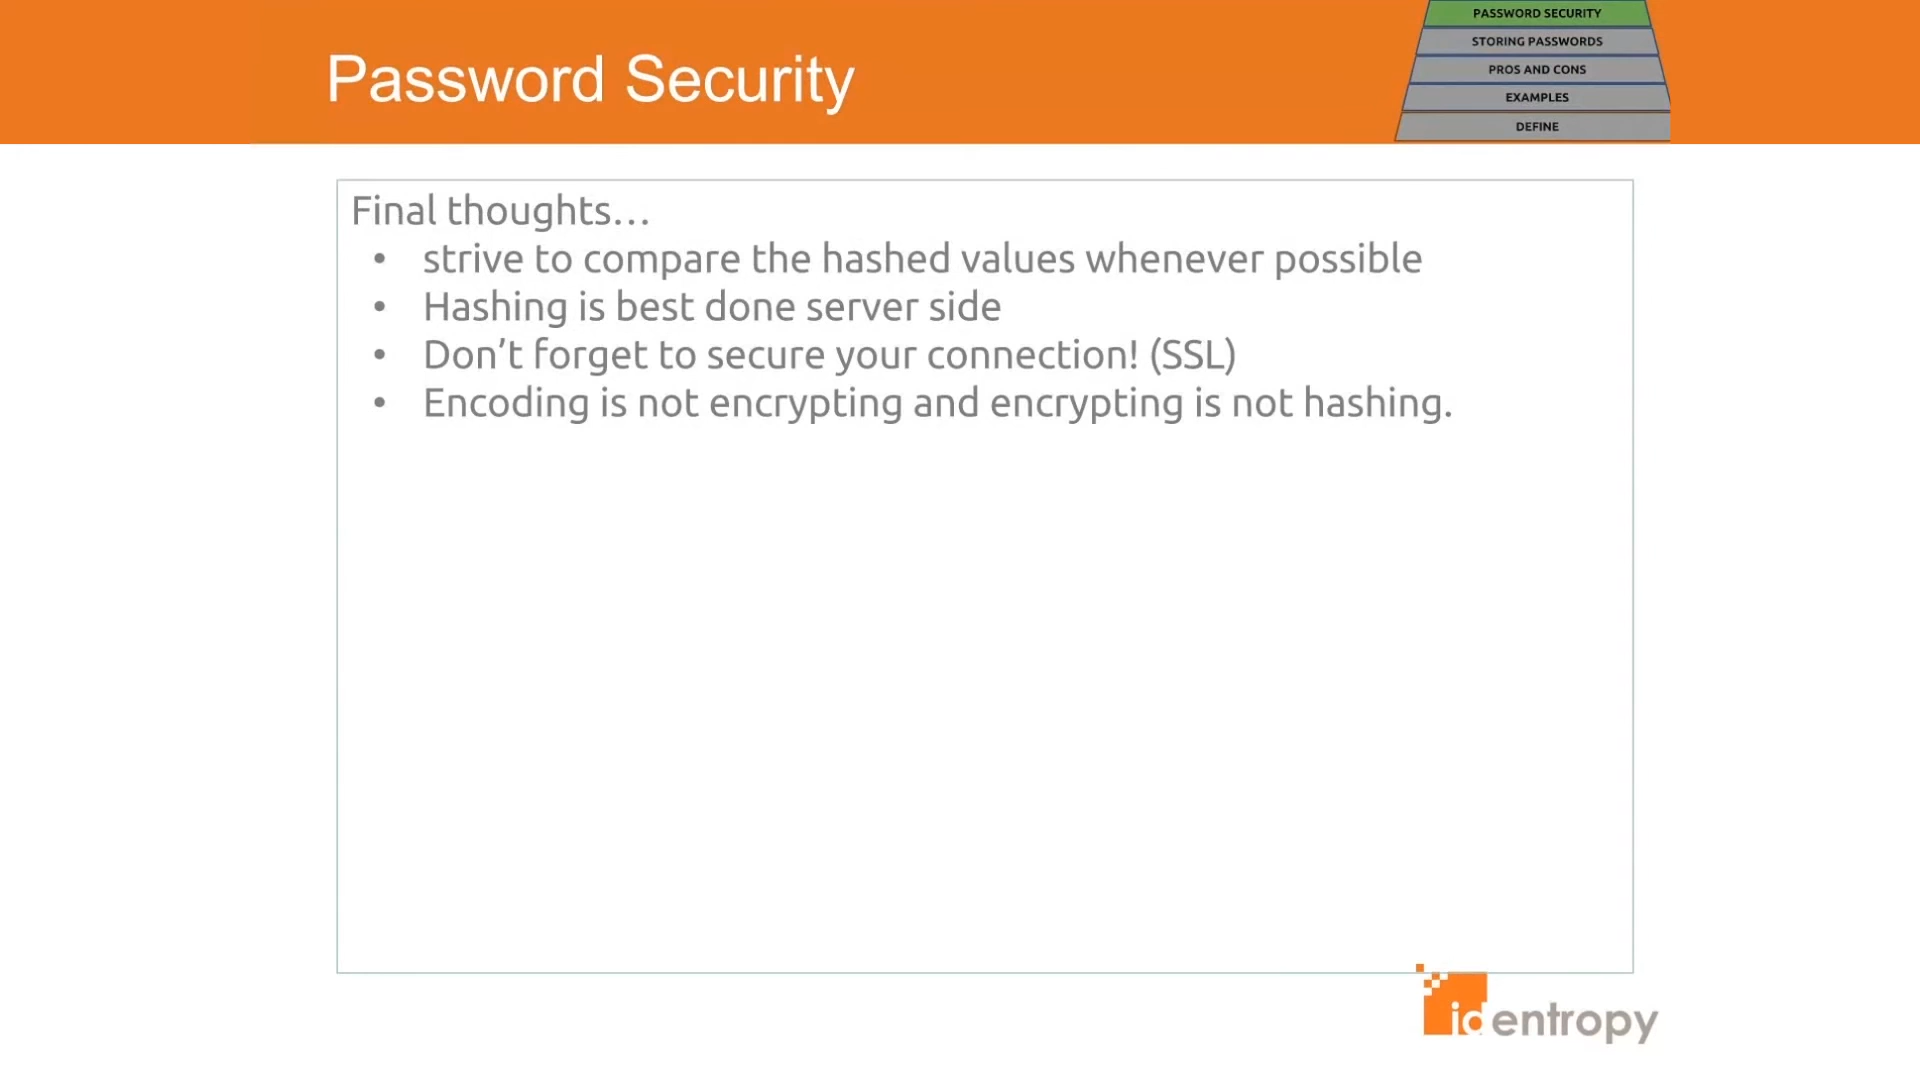 Password Security
PASSWORD SECURITY
STORING PASSWORDS
PROS AND CONS
EXAMPLES
DEFINE
Final thoughts…
• strive to compare the hashed values whenever possible
• Hashing is best done server side
• Don’t forget to secure your connection! (SSL)
• Encoding is not encrypting and encrypting is not hashing.
identropy